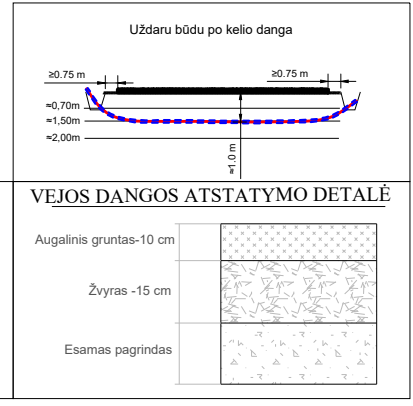 Uždaru būdu po kelio danga
≥0.75 m
≥0.75 m
≈0,70m
≈1,50m
≈2,00m
≈1.0 m
VEJOS DANGOS ATSTATYMO DETALĖ
Augalinis gruntas-10 cm
Žvyras -15 cm
Esamas pagrindas